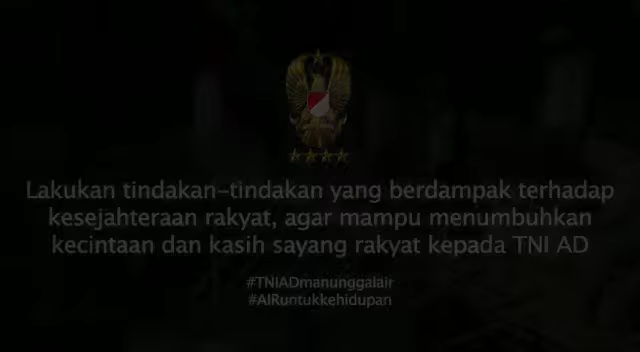 Lakukan tindakan-tindakan yang berdampak terhadap
kesejahteraan rakyat, agar mampu menumbuhkan
kecintaan dan kasih sayang rakyat kepada TNI AD
#TNIADmanunggalair
#AIRuntukkehidupan